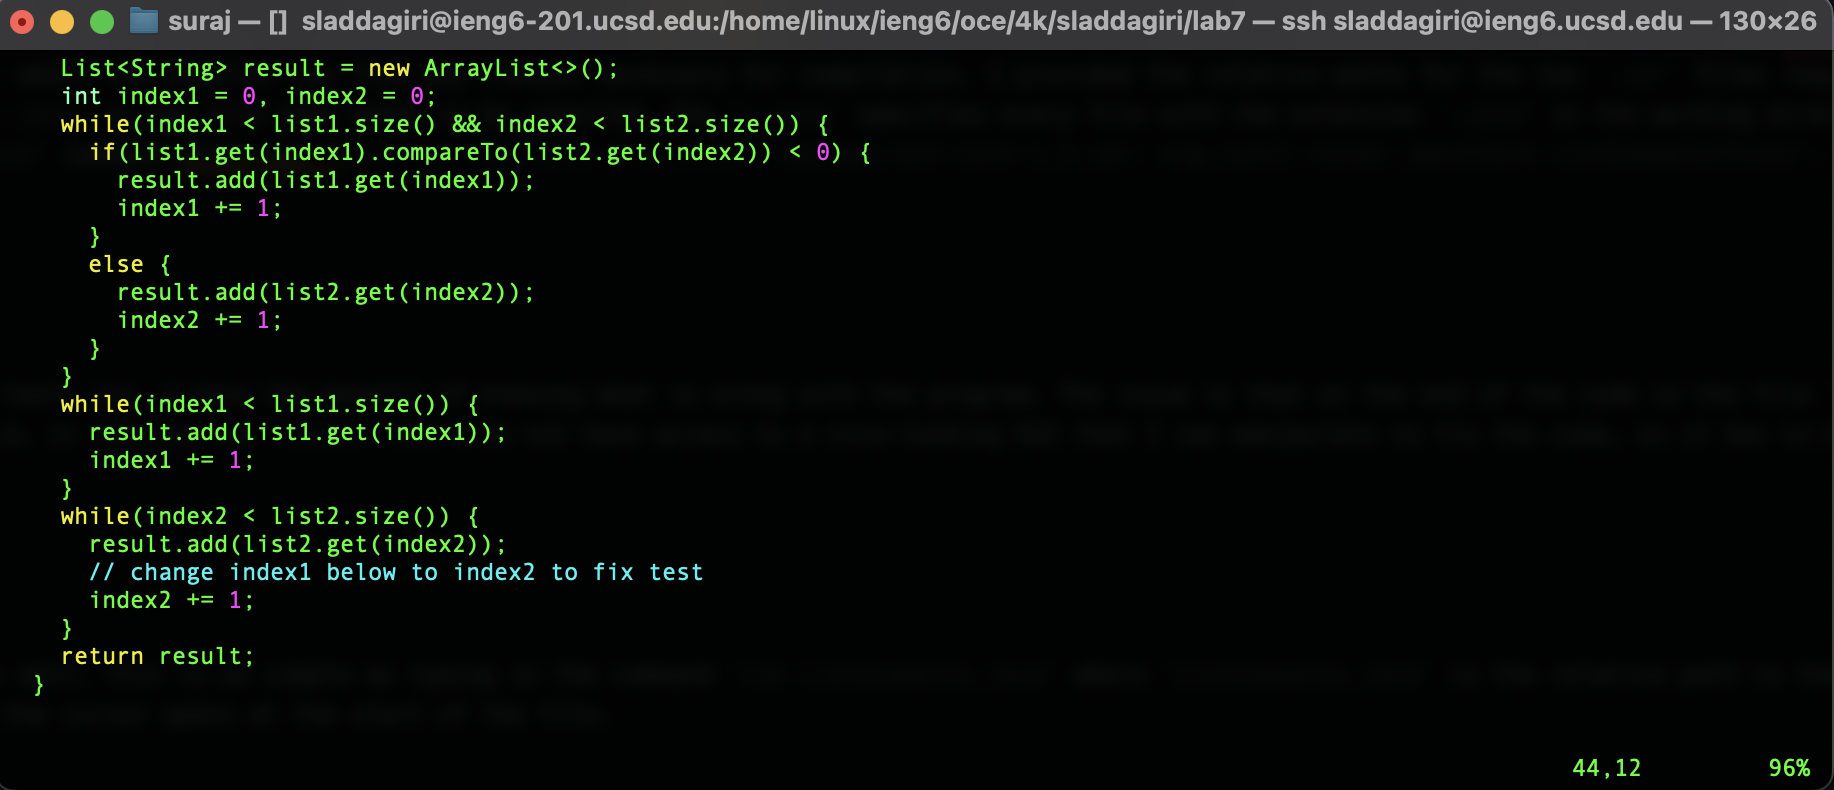 suraj — [] sladdagiri@ieng6-201.ucsd.edu:/home/linux/ieng6/oce/4k/sladdagiri/lab7 — ssh sladdagiri@ieng6.ucsd.edu — 130×26
List<String> result = new ArrayList<>();
int index1 = 0, index2 = 0;
while(index1 < list1.size() && index2 < list2.size()) {
if(list1.get(index1).compareTo(list2.get(index2)) < 0) {
result.add(list1.get(index1));
index1 += 1;
}
else {
result.add(list2.get(index2));
index2 += 1;
}
}
while(index1 < list1.size()) {
result.add(list1.get(index1));
index1 += 1;
}
while(index2 < list2.size()) {
result.add(list2.get(index2));
// change index1 below to index2 to fix test
index2 += 1;
}
return result;
}
44,12 96%